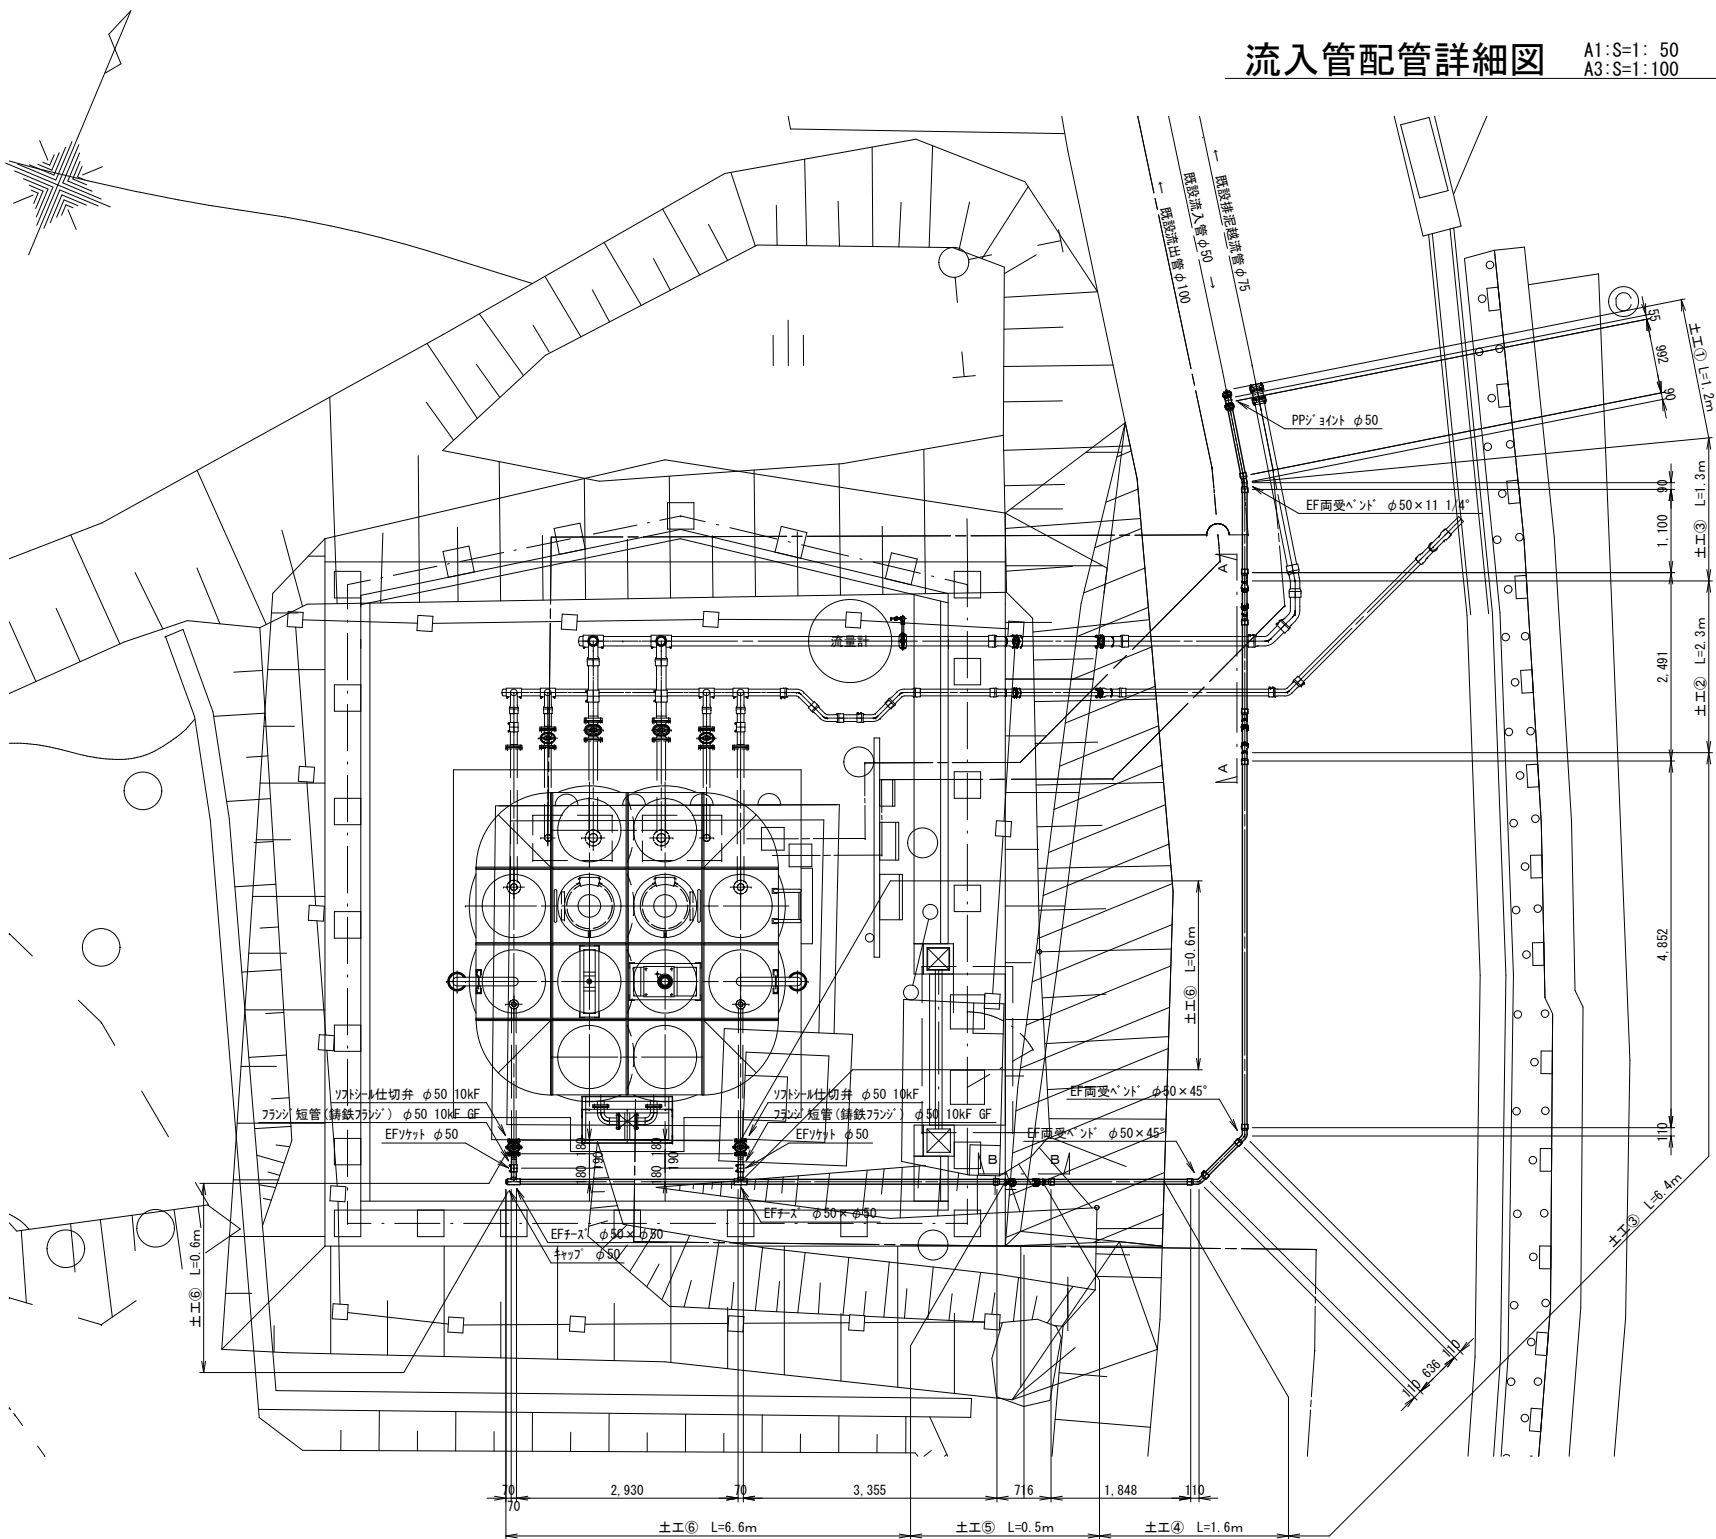 流入管配管詳細図
A1:S=1: 50
A3:S=1:100
← 既設排泥越流管φ75
既設流入管φ50 →
← 既設流出管φ100
55
992
90
土工① L=1.2m
PPジョイント φ50
EF両受ベンド φ50×11 1/4°
90
1,100
土工③ L=1.3m
A
流量計
2,491
土工② L=2.3m
A
4,852
土工⑥ L=0.6m
ソフトシール仕切弁 φ50 10kF
フランジ短管(鋳鉄フランジ) φ50 10kF GF
EFソケット φ50
180
190
180
180
190
180
ソフトシール仕切弁 φ50 10kF
フランジ短管(鋳鉄フランジ) φ50 10kF GF
EFソケット φ50
EF両受ベンド φ50×45°
EF両受ベンド φ50×45°
110
B
B
土工⑥ L=0.6m
EFチーズ φ50×φ50
キャップ φ50
EFチーズ φ50×φ50
土工③ L=6.4m
110
636
110
70
70
2,930
70
3,355
716
1,848
110
土工⑥ L=6.6m
土工⑤ L=0.5m
土工④ L=1.6m